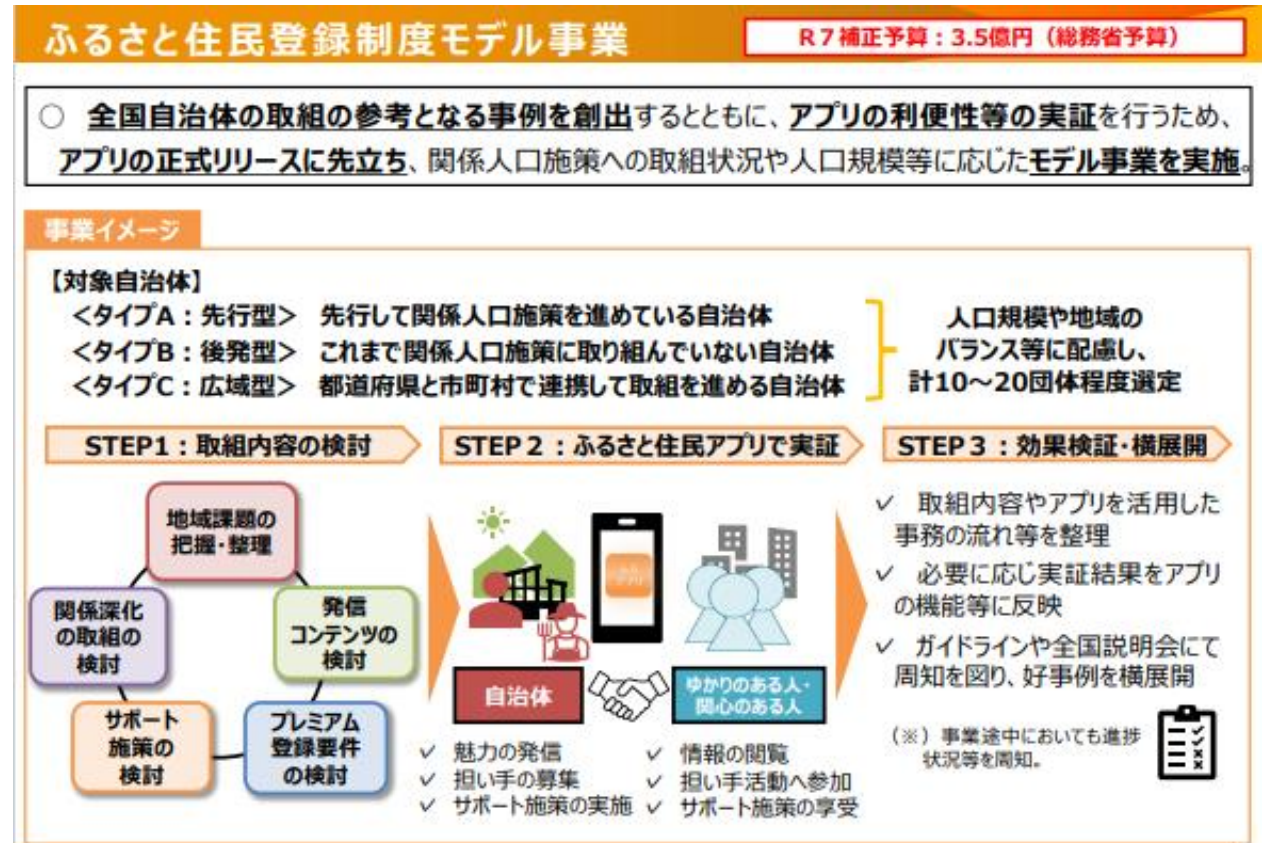 ふるさと住民登録制度モデル事業
R7補正予算：3.5億円（総務省予算）
○ 全国自治体の取組の参考となる事例を創出するとともに、アプリの利便性等の実証を行うため、
アプリの正式リリースに先立ち、関係人口施策への取組状況や人口規模等に応じたモデル事業を実施。
事業イメージ
【対象自治体】
＜タイプA：先行型＞ 先行して関係人口施策を進めている自治体
＜タイプB：後発型＞ これまで関係人口施策に取り組んでいない自治体
＜タイプC：広域型＞ 都道府県と市町村で連携して取組を進める自治体
人口規模や地域の
バランス等に配慮し、
計10～20団体程度選定
STEP1：取組内容の検討
地域課題の
把握・整理
関係深化
の取組の
検討
発信
コンテンツの
検討
サポート
施策の
検討
プレミアム
登録要件
の検討
STEP２：ふるさと住民アプリで実証
自治体
ゆかりのある人・
関心のある人
✓ 魅力の発信
✓ 担い手の募集
✓ サポート施策の実施
✓ 情報の閲覧
✓ 担い手活動へ参加
✓ サポート施策の享受
STEP３：効果検証・横展開
✓ 取組内容やアプリを活用した
事務の流れ等を整理
✓ 必要に応じ実証結果をアプリ
の機能等に反映
✓ ガイドラインや全国説明会にて
周知を図り、好事例を横展開
（※）事業途中においても進捗
状況等を周知。